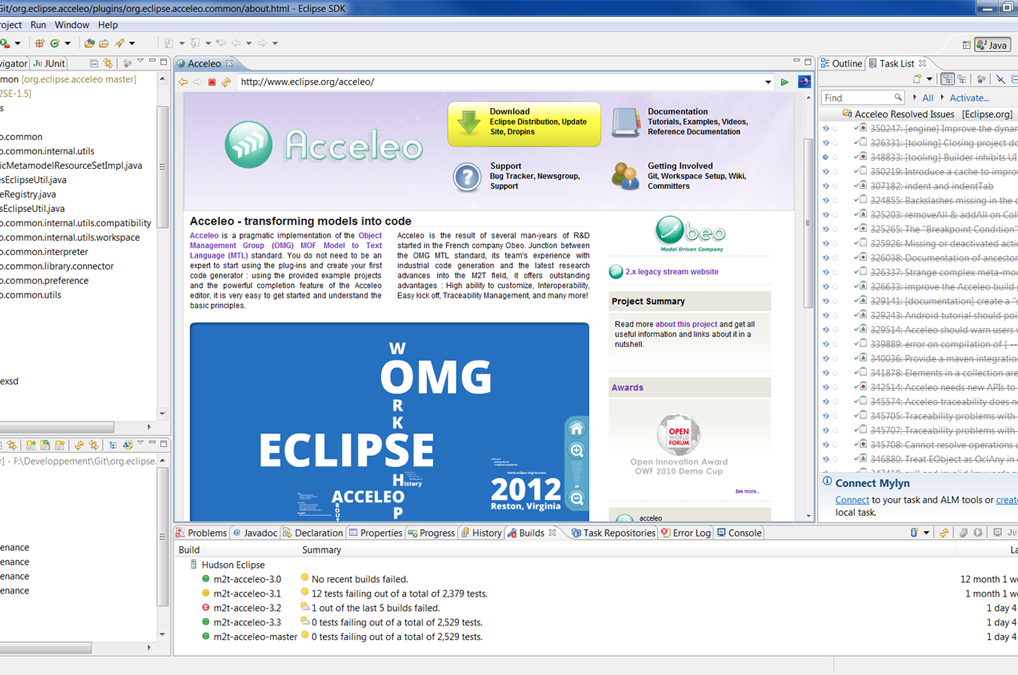 Git/org.eclipse.acceleo/plugins/org.eclipse.acceleo.common/about.html - Eclipse SDK
roject Run Window Help
Java
vigator JUnit
mmon [org.eclipse.acceleo master]
2SE-1.5]
s
o.common
o.common.internal.utils
icMetamodelResourceSetImpl.java
esEclipseUtil.java
eRegistry.java
sEclipseUtil.java
o.common.internal.utils.compatibility
o.common.internal.utils.workspace
o.common.interpreter
o.common.library.connector
o.common.preference
o.common.utils
exsd
r] - F:\Developpement\Git\org.eclipse.
enance
enance
enance
enance
Acceleo
http://www.eclipse.org/acceleo/
Acceleo
Download
Eclipse Distribution, Update
Site, Dropins
Documentation
Tutorials, Examples, Videos,
Reference Documentation
Support
Bug Tracker, Newsgroup,
Support
Getting Involved
Git, Workspace Setup, Wiki,
Committers
Acceleo - transforming models into code
Acceleo is a pragmatic implementation of the Object
Management Group (OMG) MOF Model to Text
Language (MTL) standard. You do not need to be an
expert to start using the plug-ins and create your first
code generator : using the provided example projects
and the powerful completion feature of the Acceleo
editor, it is very easy to get started and understand the
basic principles.
Acceleo is the result of several man-years of R&D
started in the French company Obeo. Junction between
the OMG MTL standard, its team's experience with
industrial code generation and the latest research
advances into the M2T field, it offers outstanding
advantages : High ability to customize, Interoperability,
Easy kick off, Traceability Management, and many more!
WORKSHOP
OMG
ECLIPSE
History
ACCELEO
ABOUT
www.eclipse.org/acceleo
2012
Reston, Virginia
Obeo
Model Driven Company
2.x legacy stream website
Project Summary
Read more about this project and get all
useful information and links about it in a
nutshell.
Awards
OPEN
WORLD
FORUM
Open Innovation Award
OWF 2010 Demo Cup
see more...
acceleo
Outline Task List
Find All Activate...
Acceleo Resolved Issues [Eclipse.org]
350247: [engine] Improve the dynam
326331: [tooling] Closing project do
348833: [tooling] Builder inhibits UI
350219: Introduce a cache to improv
307182: indent and indentTab
324855: Backslashes missing in the c
325203: removeAll & addAll on Coll
325265: The "Breakpoint Condition"
325926: Missing or deactivated actio
326038: Documentation of ancestor
326337: Strange complex meta-mod
326633: improve the Acceleo build p
329141: [documentation] create a "s
329243: Android tutorial should poi
329514: Acceleo should warn users w
339889: error on compilation of [ --
340036: Provide a maven integration
341878: Elements in a collection are
342514: Acceleo needs new APIs to
345574: Acceleo traceability does n
345705: Traceability problems with
345707: Traceability problems with
345708: Cannot resolve operations u
346880: Treat EObject as OclAny in o
Connect Mylyn
Connect to your task and ALM tools or create
local task.
Problems Javadoc Declaration Properties Progress History Builds Task Repositories Error Log Console
Build Summary La
Hudson Eclipse
m2t-acceleo-3.0 No recent builds failed. 12 month 1 we
m2t-acceleo-3.1 12 tests failing out of a total of 2,379 tests. 1 month 1 we
m2t-acceleo-3.2 1 out of the last 5 builds failed. 1 day 4
m2t-acceleo-3.3 0 tests failing out of a total of 2,529 tests. 1 day 4
m2t-acceleo-master 0 tests failing out of a total of 2,529 tests. 1 day 4